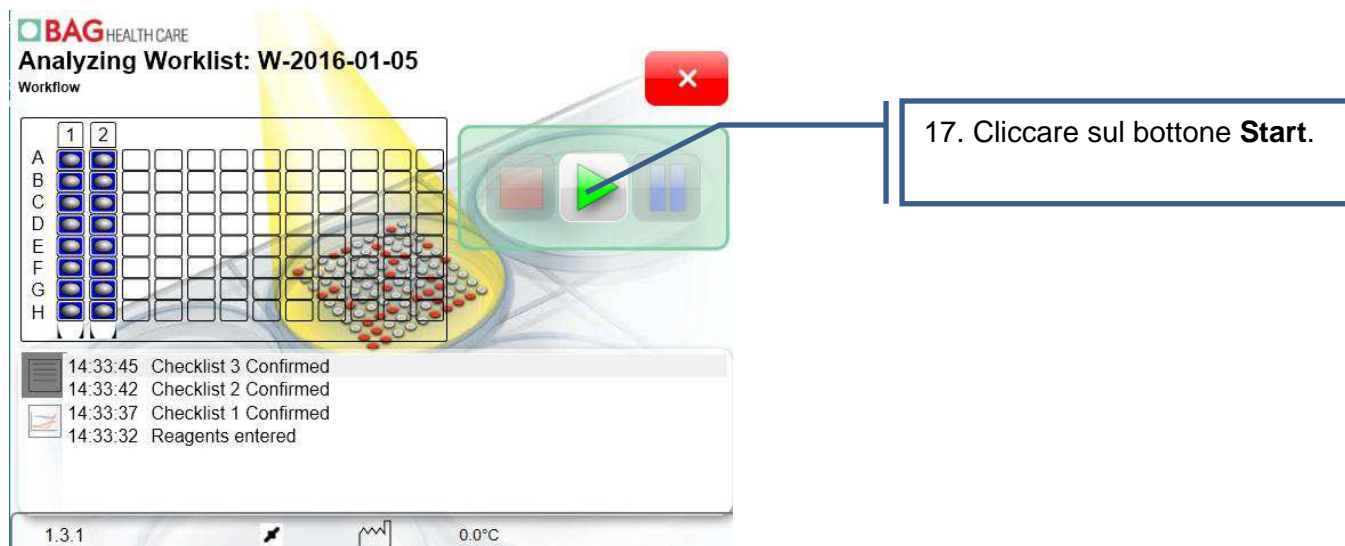 BAG HEALTH CARE
Analyzing Worklist: W-2016-01-05
Workflow
17. Cliccare sul bottone Start.
1 2
A
B
C
D
E
F
G
H
14:33:45 Checklist 3 Confirmed
14:33:42 Checklist 2 Confirmed
14:33:37 Checklist 1 Confirmed
14:33:32 Reagents entered
1.3.1 0.0°C